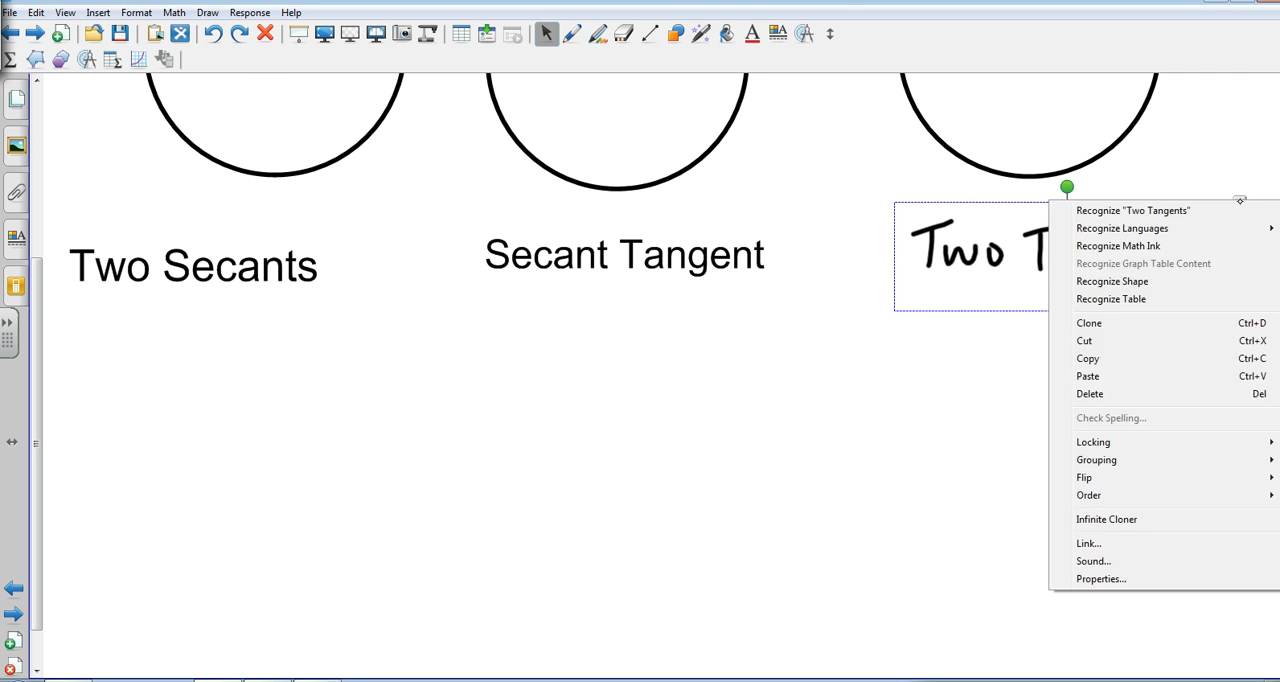 File Edit View Insert Format Math Draw Response Help
Two Secants
Secant Tangent
Two T
Recognize "Two Tangents"
Recognize Languages
Recognize Math Ink
Recognize Graph Table Content
Recognize Shape
Recognize Table
Clone Ctrl+D
Cut Ctrl+X
Copy Ctrl+C
Paste Ctrl+V
Delete Del
Check Spelling...
Locking
Grouping
Flip
Order
Infinite Cloner
Link...
Sound...
Properties...